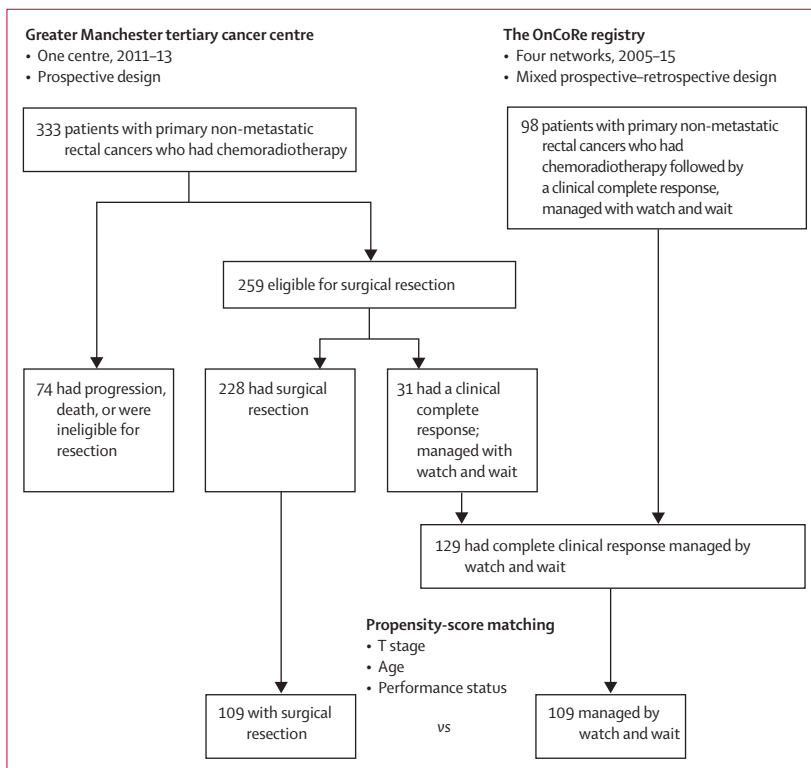 Greater Manchester tertiary cancer centre
• One centre, 2011–13
• Prospective design
The OnCoRe registry
• Four networks, 2005–15
• Mixed prospective–retrospective design
333 patients with primary non-metastatic
rectal cancers who had chemoradiotherapy
98 patients with primary non-metastatic
rectal cancers who had
chemoradiotherapy followed by
a clinical complete response,
managed with watch and wait
259 eligible for surgical resection
74 had progression,
death, or were
ineligible for
resection
228 had surgical
resection
31 had a clinical
complete
response;
managed with
watch and wait
129 had complete clinical response managed by
watch and wait
Propensity-score matching
• T stage
• Age
• Performance status
109 with surgical
resection
vs
109 managed by
watch and wait